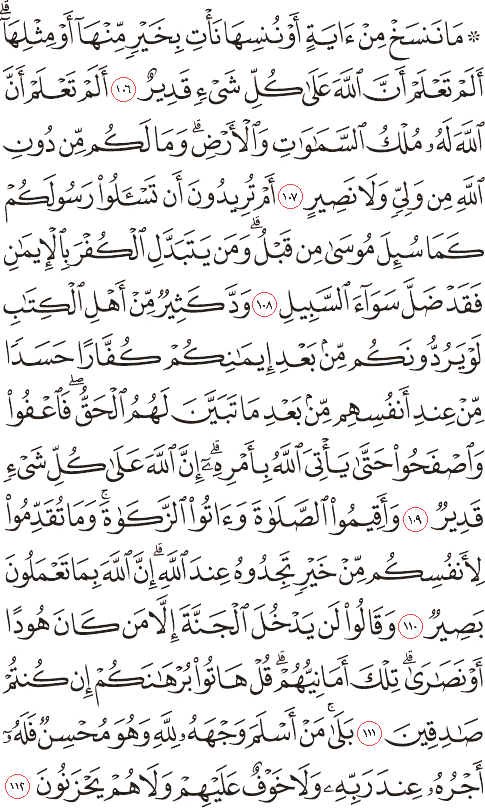 ۞ مَا نَنسَخْ مِنْ ءَايَةٍ أَوْ نُنسِهَا نَأْتِ بِخَيْرٍ مِّنْهَآ أَوْ مِثْلِهَآ ۗ
أَلَمْ تَعْلَمْ أَنَّ ٱللَّهَ عَلَىٰ كُلِّ شَىْءٍ قَدِيرٌ ١٠٦ أَلَمْ تَعْلَمْ أَنَّ
ٱللَّهَ لَهُۥ مُلْكُ ٱلسَّمَـٰوَٰتِ وَٱلْأَرْضِ ۗ وَمَا لَكُم مِّن دُونِ
ٱللَّهِ مِن وَلِىٍّ وَلَا نَصِيرٍ ١٠٧ أَمْ تُرِيدُونَ أَن تَسْـَٔلُوا۟ رَسُولَكُمْ
كَمَا سُئِلَ مُوسَىٰ مِن قَبْلُ ۗ وَمَن يَتَبَدَّلِ ٱلْكُفْرَ بِٱلْإِيمَـٰنِ
فَقَدْ ضَلَّ سَوَآءَ ٱلسَّبِيلِ ١٠٨ وَدَّ كَثِيرٌ مِّنْ أَهْلِ ٱلْكِتَـٰبِ
لَوْ يَرُدُّونَكُم مِّنۢ بَعْدِ إِيمَـٰنِكُمْ كُفَّارًا حَسَدًا
مِّنْ عِندِ أَنفُسِهِم مِّنۢ بَعْدِ مَا تَبَيَّنَ لَهُمُ ٱلْحَقُّ ۖ فَٱعْفُوا۟
وَٱصْفَحُوا۟ حَتَّىٰ يَأْتِىَ ٱللَّهُ بِأَمْرِهِۦٓ ۗ إِنَّ ٱللَّهَ عَلَىٰ كُلِّ شَىْءٍ
قَدِيرٌ ١٠٩ وَأَقِيمُوا۟ ٱلصَّلَوٰةَ وَءَاتُوا۟ ٱلزَّكَوٰةَ ۚ وَمَا تُقَدِّمُوا۟
لِأَنفُسِكُم مِّنْ خَيْرٍ تَجِدُوهُ عِندَ ٱللَّهِ ۗ إِنَّ ٱللَّهَ بِمَا تَعْمَلُونَ
بَصِيرٌ ١١٠ وَقَالُوا۟ لَن يَدْخُلَ ٱلْجَنَّةَ إِلَّا مَن كَانَ هُودًا
أَوْ نَصَـٰرَىٰ ۗ تِلْكَ أَمَانِيُّهُمْ ۗ قُلْ هَاتُوا۟ بُرْهَـٰنَكُمْ إِن كُنتُمْ
صَـٰدِقِينَ ١١١ بَلَىٰ ۚ مَنْ أَسْلَمَ وَجْهَهُۥ لِلَّهِ وَهُوَ مُحْسِنٌ فَلَهُۥٓ
أَجْرُهُۥ عِندَ رَبِّهِۦ وَلَا خَوْفٌ عَلَيْهِمْ وَلَا هُمْ يَحْزَنُونَ ١١٢